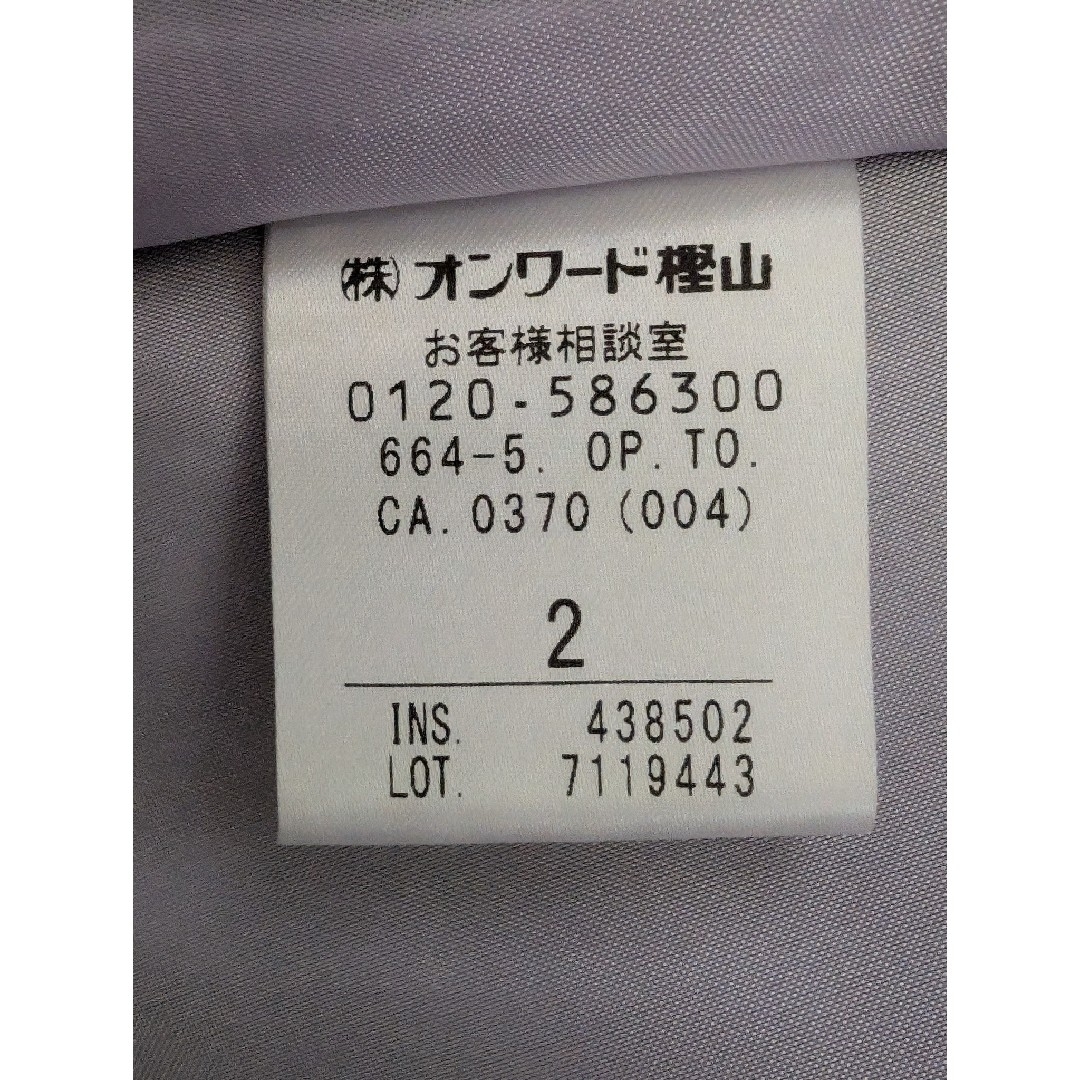 (株)オンワード樫山
お客様相談室
0120-586300
664-5. OP. TO.
CA. 0370 (004)
2
INS. 438502
LOT. 7119443